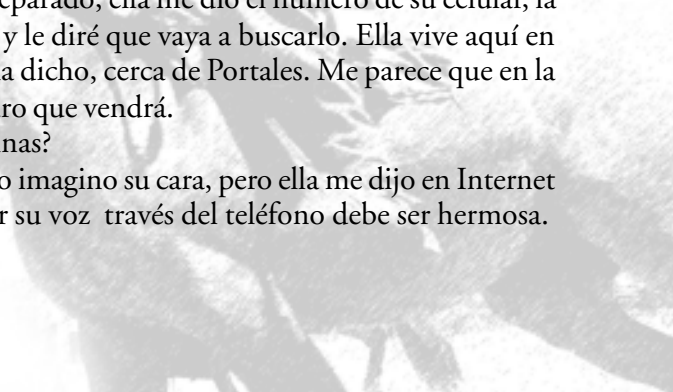 eparado, ella me dio el número de su celular, la
y le diré que vaya a buscarlo. Ella vive aquí en
a dicho, cerca de Portales. Me parece que en la
ro que vendrá.
nas?
o imagino su cara, pero ella me dijo en Internet
r su voz través del teléfono debe ser hermosa.